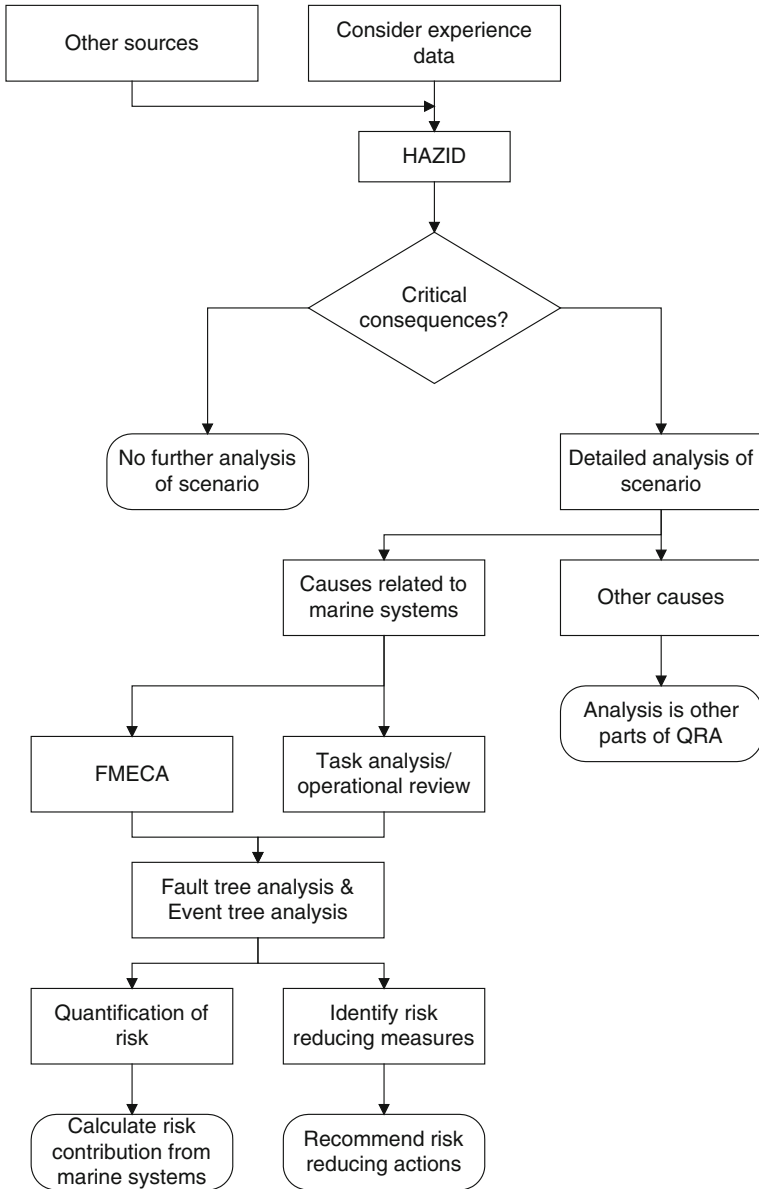 Other sources
Consider experience
data
HAZID
Critical
consequences?
No further analysis
of scenario
Detailed analysis of
scenario
Causes related to
marine systems
Other causes
Analysis is other
parts of QRA
FMECA
Task analysis/
operational review
Fault tree analysis &
Event tree analysis
Quantification of
risk
Identify risk
reducing measures
Calculate risk
contribution from
marine systems
Recommend risk
reducing actions